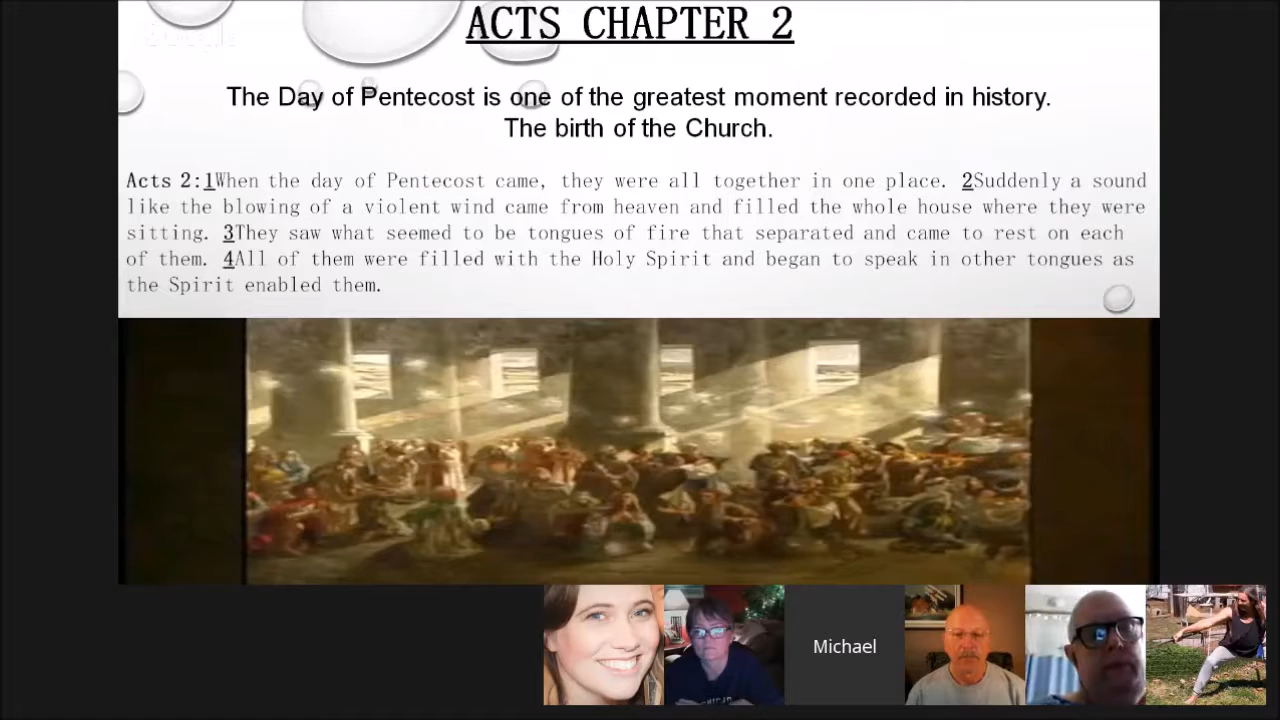 ACTS CHAPTER 2
The Day of Pentecost is one of the greatest moment recorded in history.
The birth of the Church.
Acts 2:1When the day of Pentecost came, they were all together in one place. 2Suddenly a sound
like the blowing of a violent wind came from heaven and filled the whole house where they were
sitting. 3They saw what seemed to be tongues of fire that separated and came to rest on each
of them. 4All of them were filled with the Holy Spirit and began to speak in other tongues as
the Spirit enabled them.
Michael